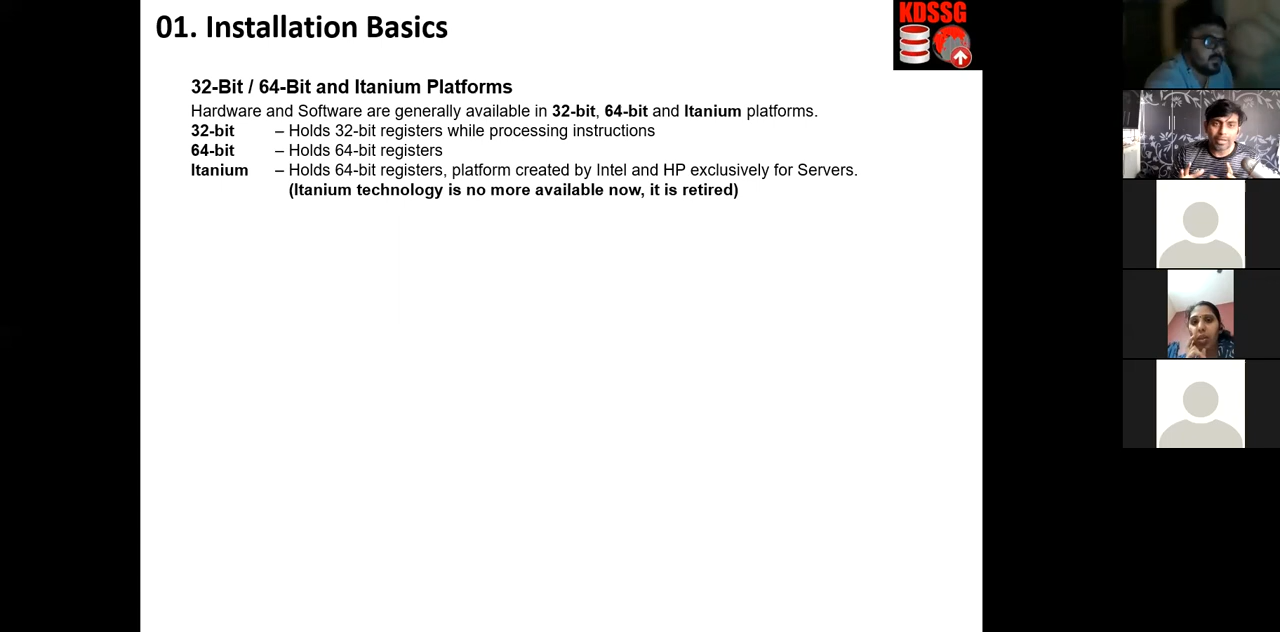 01. Installation Basics
KDSSG
32-Bit / 64-Bit and Itanium Platforms
Hardware and Software are generally available in 32-bit, 64-bit and Itanium platforms.
32-bit – Holds 32-bit registers while processing instructions
64-bit – Holds 64-bit registers
Itanium – Holds 64-bit registers, platform created by Intel and HP exclusively for Servers.
(Itanium technology is no more available now, it is retired)